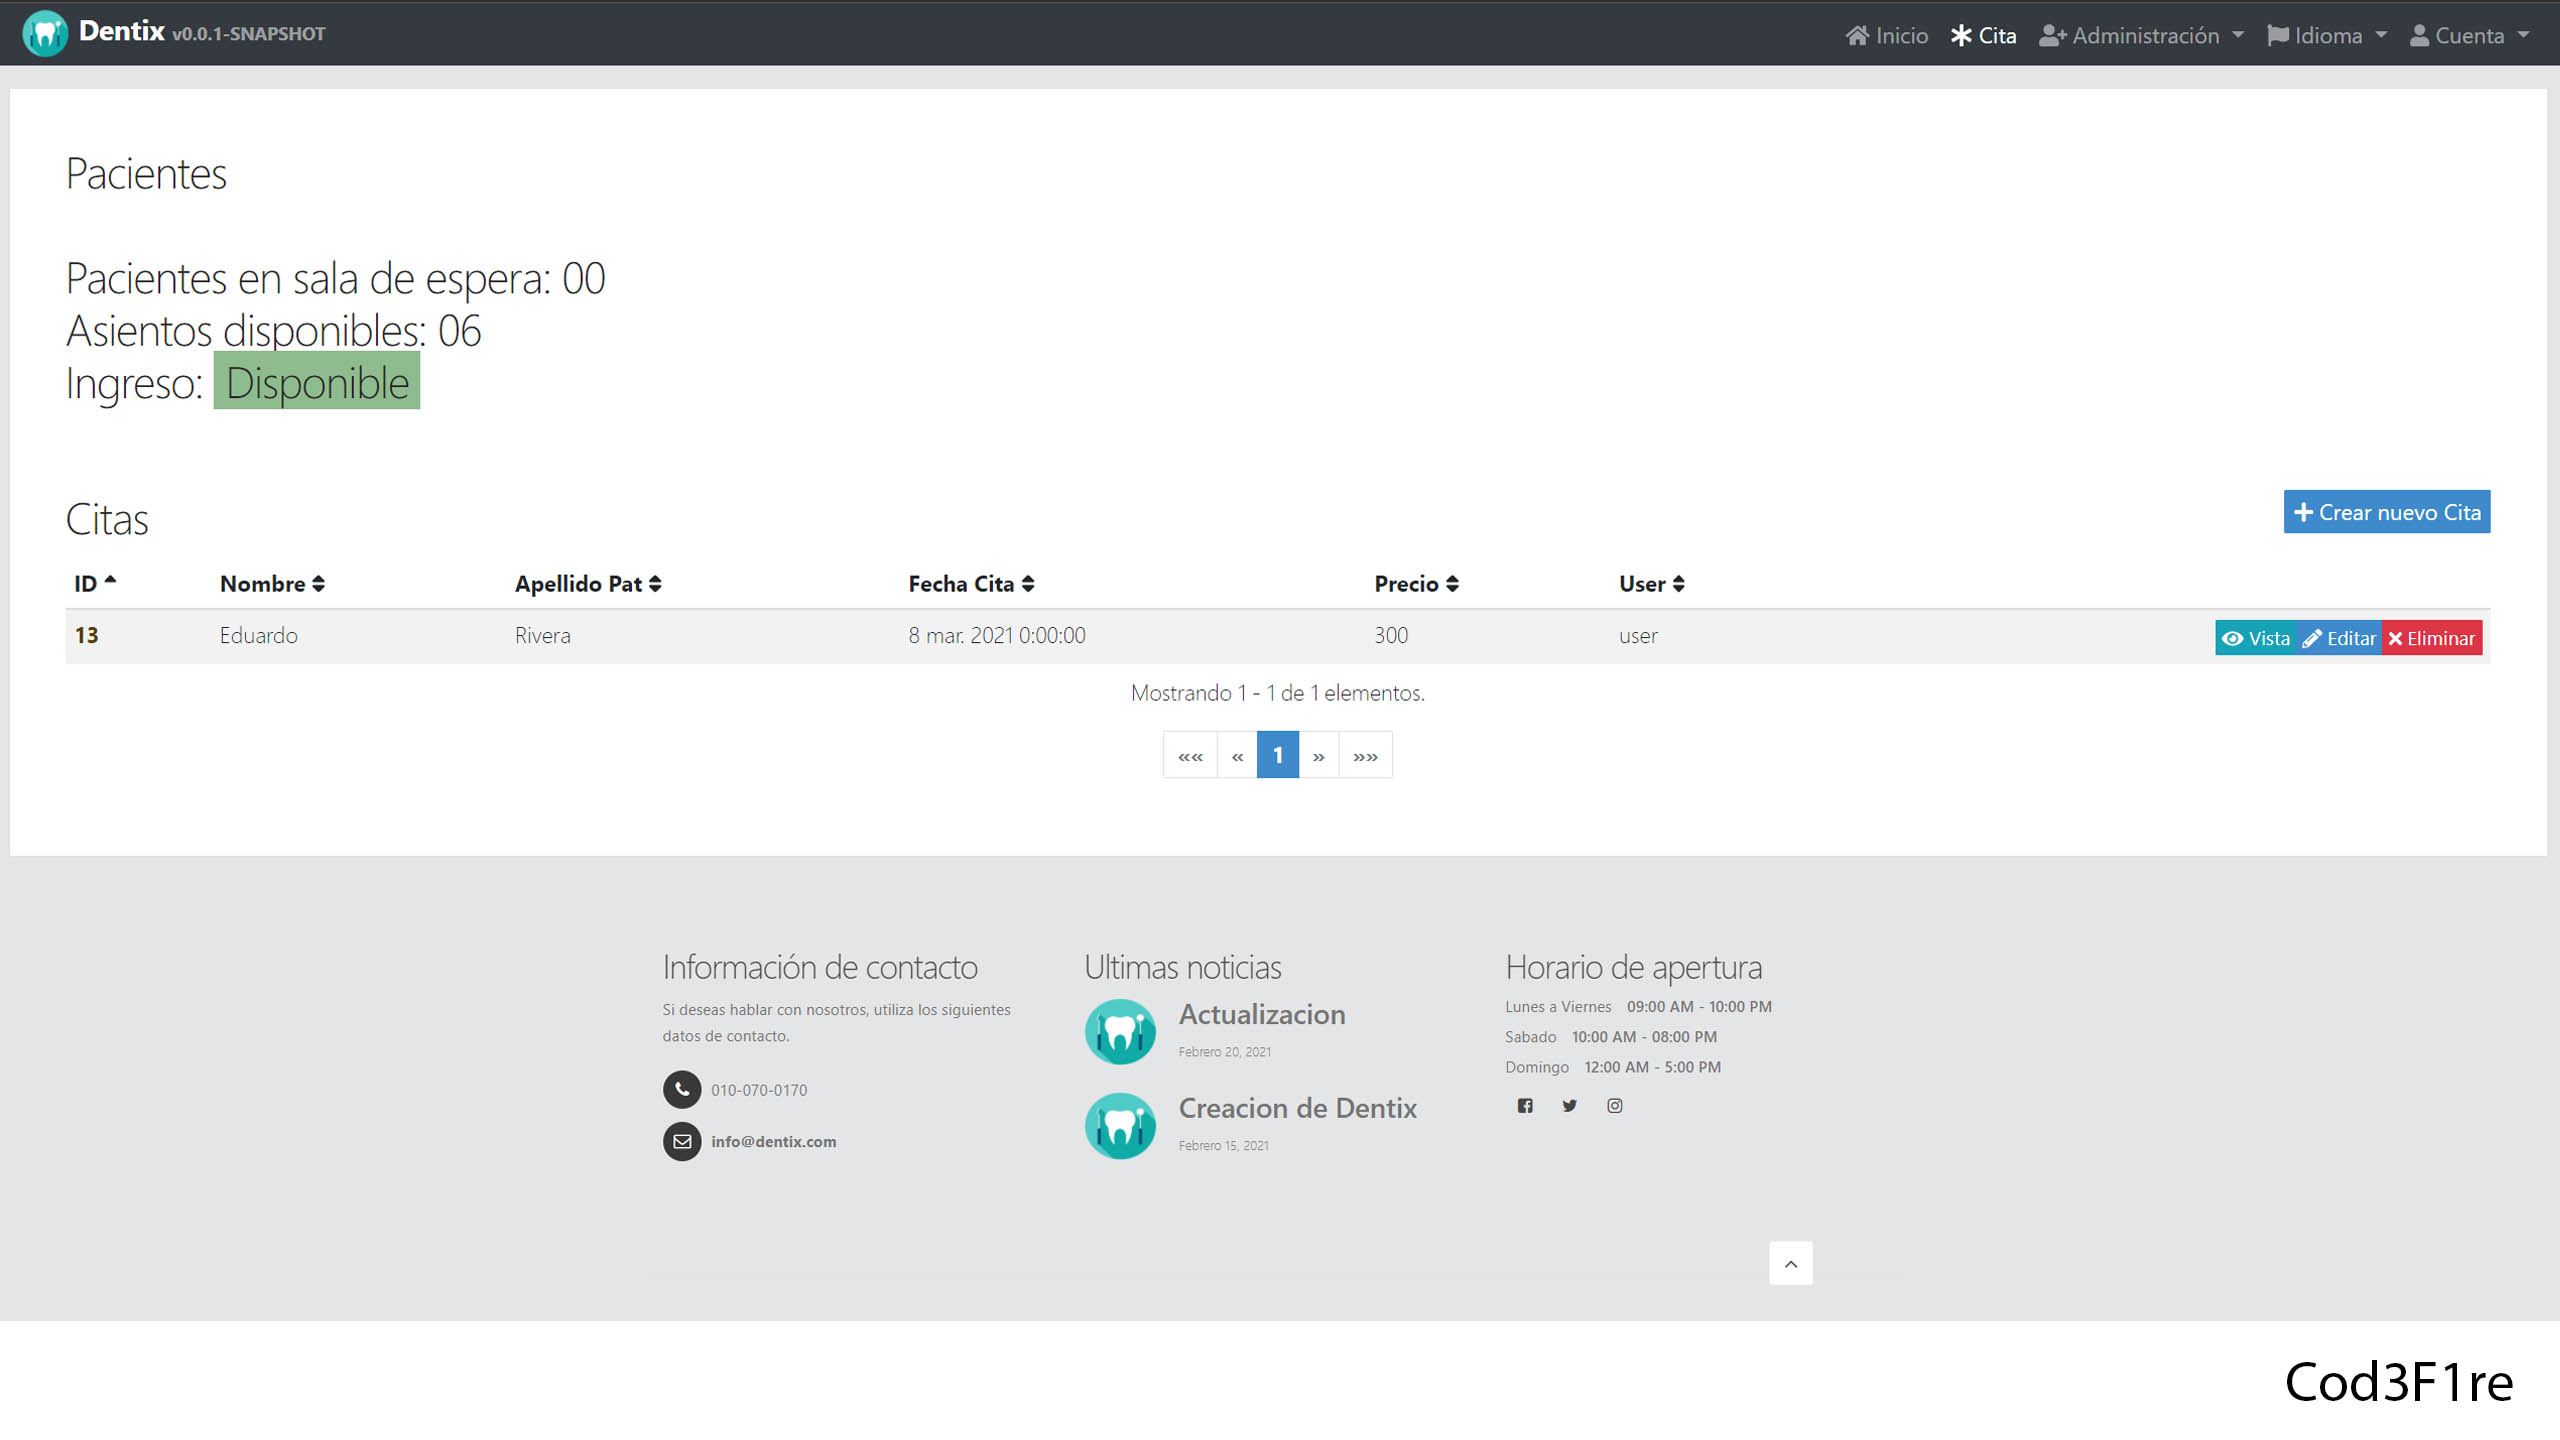 Dentix v0.0.1-SNAPSHOT
Inicio Cita Administración Idioma Cuenta
Pacientes
Pacientes en sala de espera: 00
Asientos disponibles: 06
Ingreso: Disponible
Citas
Crear nuevo Cita
ID Nombre Apellido Pat Fecha Cita Precio User
13 Eduardo Rivera 8 mar. 2021 0:00:00 300 user Vista Editar Eliminar
Mostrando 1 - 1 de 1 elementos.
«« « 1 » »»
Información de contacto
Si deseas hablar con nosotros, utiliza los siguientes
datos de contacto.
010-070-0170
info@dentix.com
Ultimas noticias
Actualizacion
Febrero 20, 2021
Creacion de Dentix
Febrero 15, 2021
Horario de apertura
Lunes a Viernes 09:00 AM - 10:00 PM
Sabado 10:00 AM - 08:00 PM
Domingo 12:00 AM - 5:00 PM
Cod3F1re